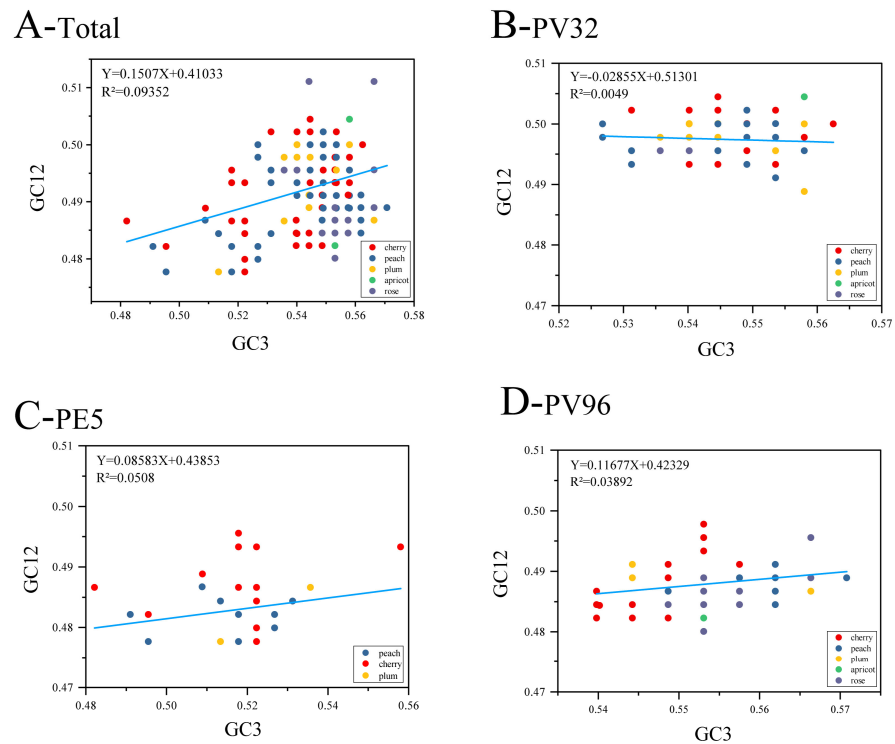 A-Total
Y=0.1507X+0.41033
R²=0.09352
0.51
0.50
0.49
0.48
GC12
0.48
0.50
0.52
0.54
0.56
0.58
GC3
cherry
peach
plum
apricot
rose
B-PV32
Y=-0.02855X+0.51301
R²=0.0049
0.51
0.50
0.49
0.48
0.47
GC12
0.52
0.53
0.54
0.55
0.56
0.57
GC3
cherry
peach
plum
apricot
rose
C-PE5
Y=0.08583X+0.43853
R²=0.0508
0.51
0.50
0.49
0.48
0.47
GC12
0.48
0.50
0.52
0.54
0.56
GC3
peach
cherry
plum
D-PV96
Y=0.11677X+0.42329
R²=0.03892
0.51
0.50
0.49
0.48
0.47
GC12
0.54
0.55
0.56
0.57
GC3
cherry
peach
plum
apricot
rose